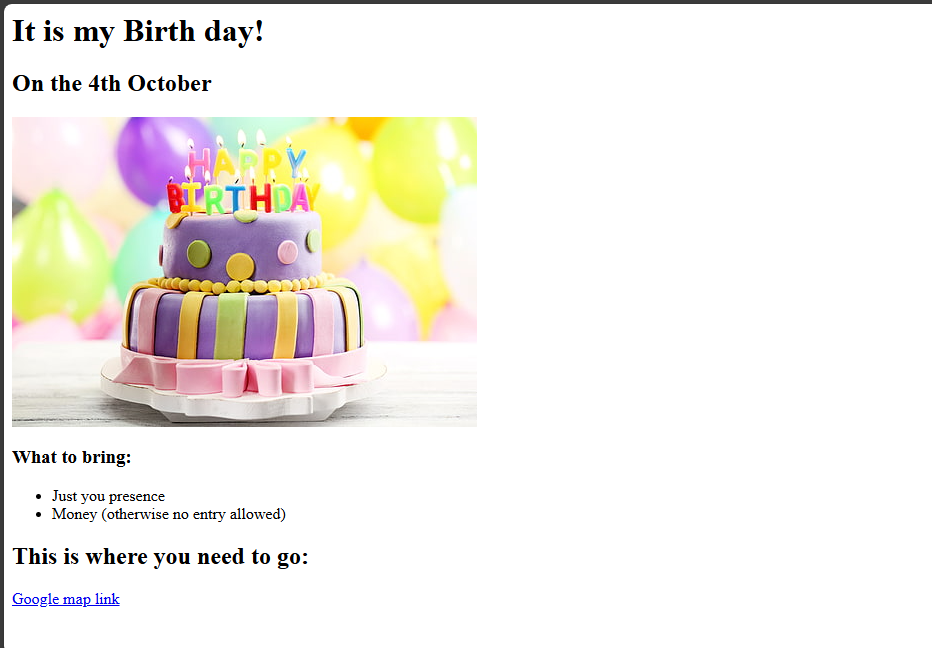 It is my Birth day!
On the 4th October
HAPPY
BIRTHDAY
What to bring:
Just you presence
Money (otherwise no entry allowed)
This is where you need to go:
Google map link